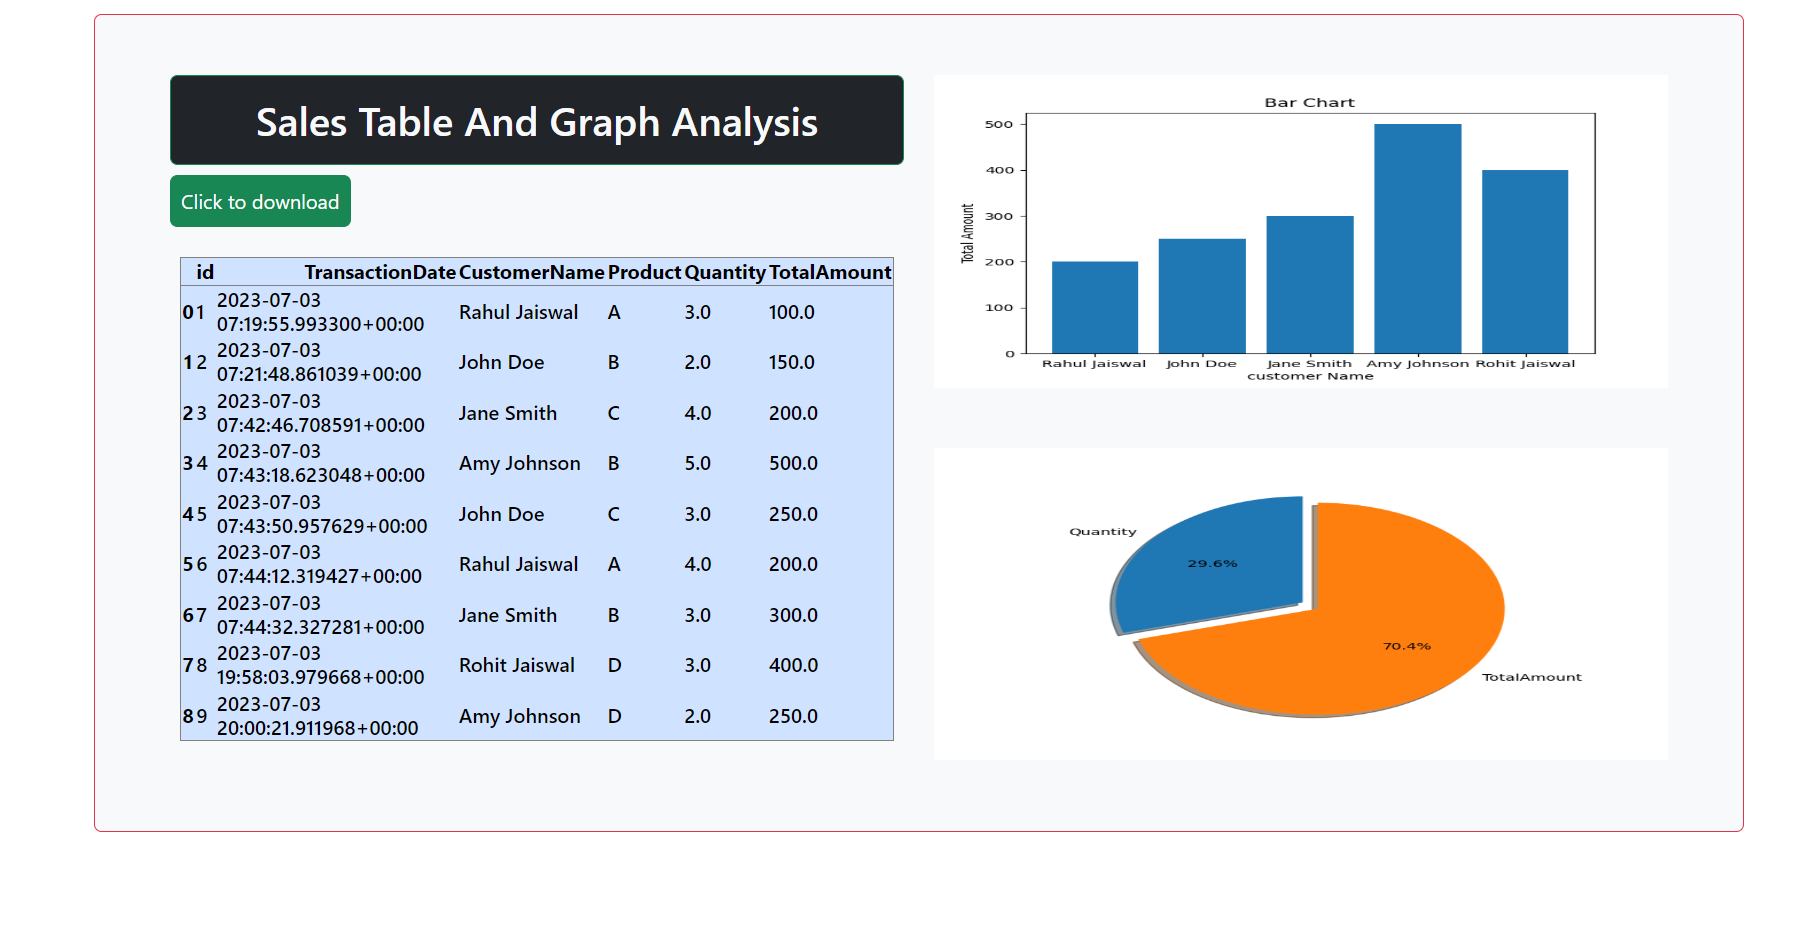 Sales Table And Graph Analysis
Click to download
id TransactionDate CustomerName Product Quantity TotalAmount
0 1 2023-07-03 07:19:55.993300+00:00 Rahul Jaiswal A 3.0 100.0
1 2 2023-07-03 07:21:48.861039+00:00 John Doe B 2.0 150.0
2 3 2023-07-03 07:42:46.708591+00:00 Jane Smith C 4.0 200.0
3 4 2023-07-03 07:43:18.623048+00:00 Amy Johnson B 5.0 500.0
4 5 2023-07-03 07:43:50.957629+00:00 John Doe C 3.0 250.0
5 6 2023-07-03 07:44:12.319427+00:00 Rahul Jaiswal A 4.0 200.0
6 7 2023-07-03 07:44:32.327281+00:00 Jane Smith B 3.0 300.0
7 8 2023-07-03 19:58:03.979668+00:00 Rohit Jaiswal D 3.0 400.0
8 9 2023-07-03 20:00:21.911968+00:00 Amy Johnson D 2.0 250.0
Bar Chart
Total Amount
500
400
300
200
100
0
Rahul Jaiswal John Doe Jane Smith Amy Johnson Rohit Jaiswal
customer Name
Quantity
29.6%
70.4%
TotalAmount